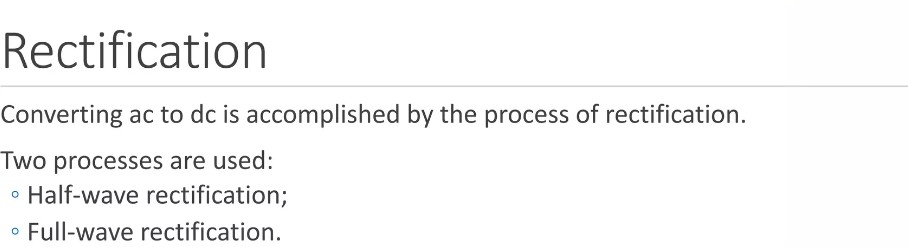 Rectification
Converting ac to dc is accomplished by the process of rectification.
Two processes are used:
◦ Half-wave rectification;
◦ Full-wave rectification.